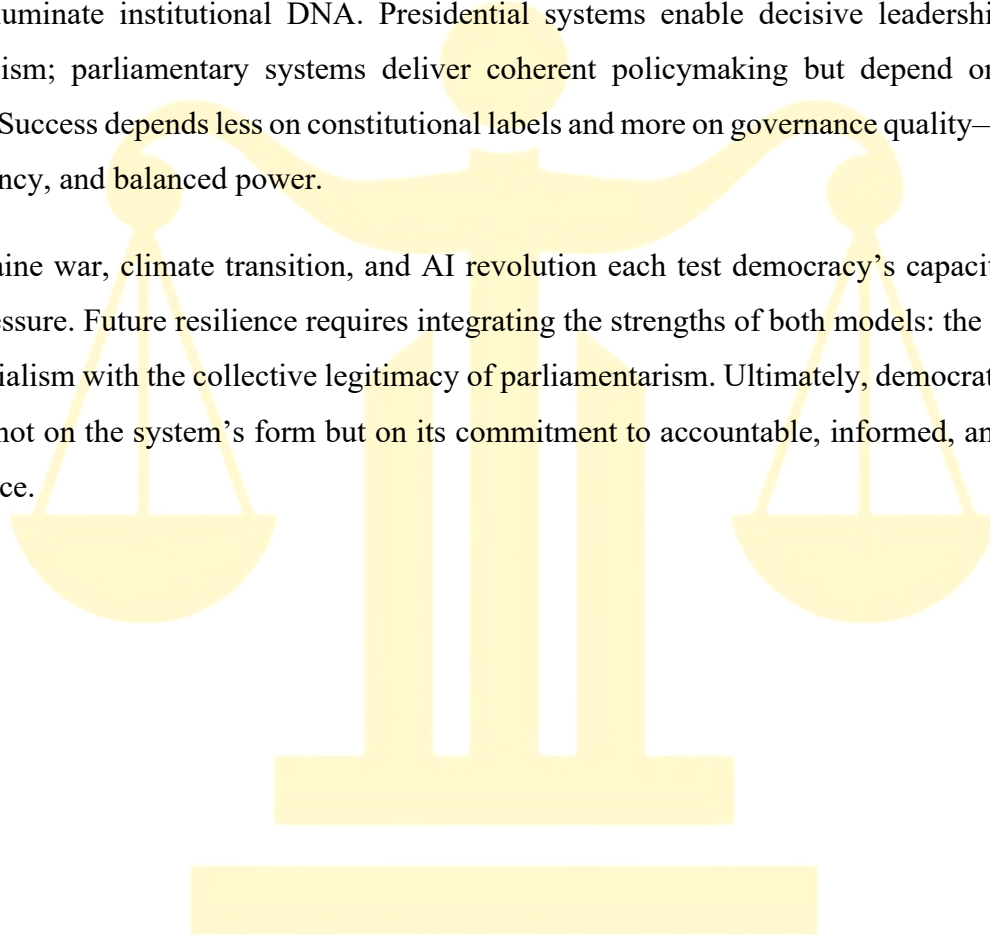 luminate institutional DNA. Presidential systems enable decisive leadershi
ism; parliamentary systems deliver coherent policymaking but depend on
Success depends less on constitutional labels and more on governance quality—
ncy, and balanced power.
aine war, climate transition, and AI revolution each test democracy’s capacit
essure. Future resilience requires integrating the strengths of both models: the
ialism with the collective legitimacy of parliamentarism. Ultimately, democrat
not on the system’s form but on its commitment to accountable, informed, an
ce.